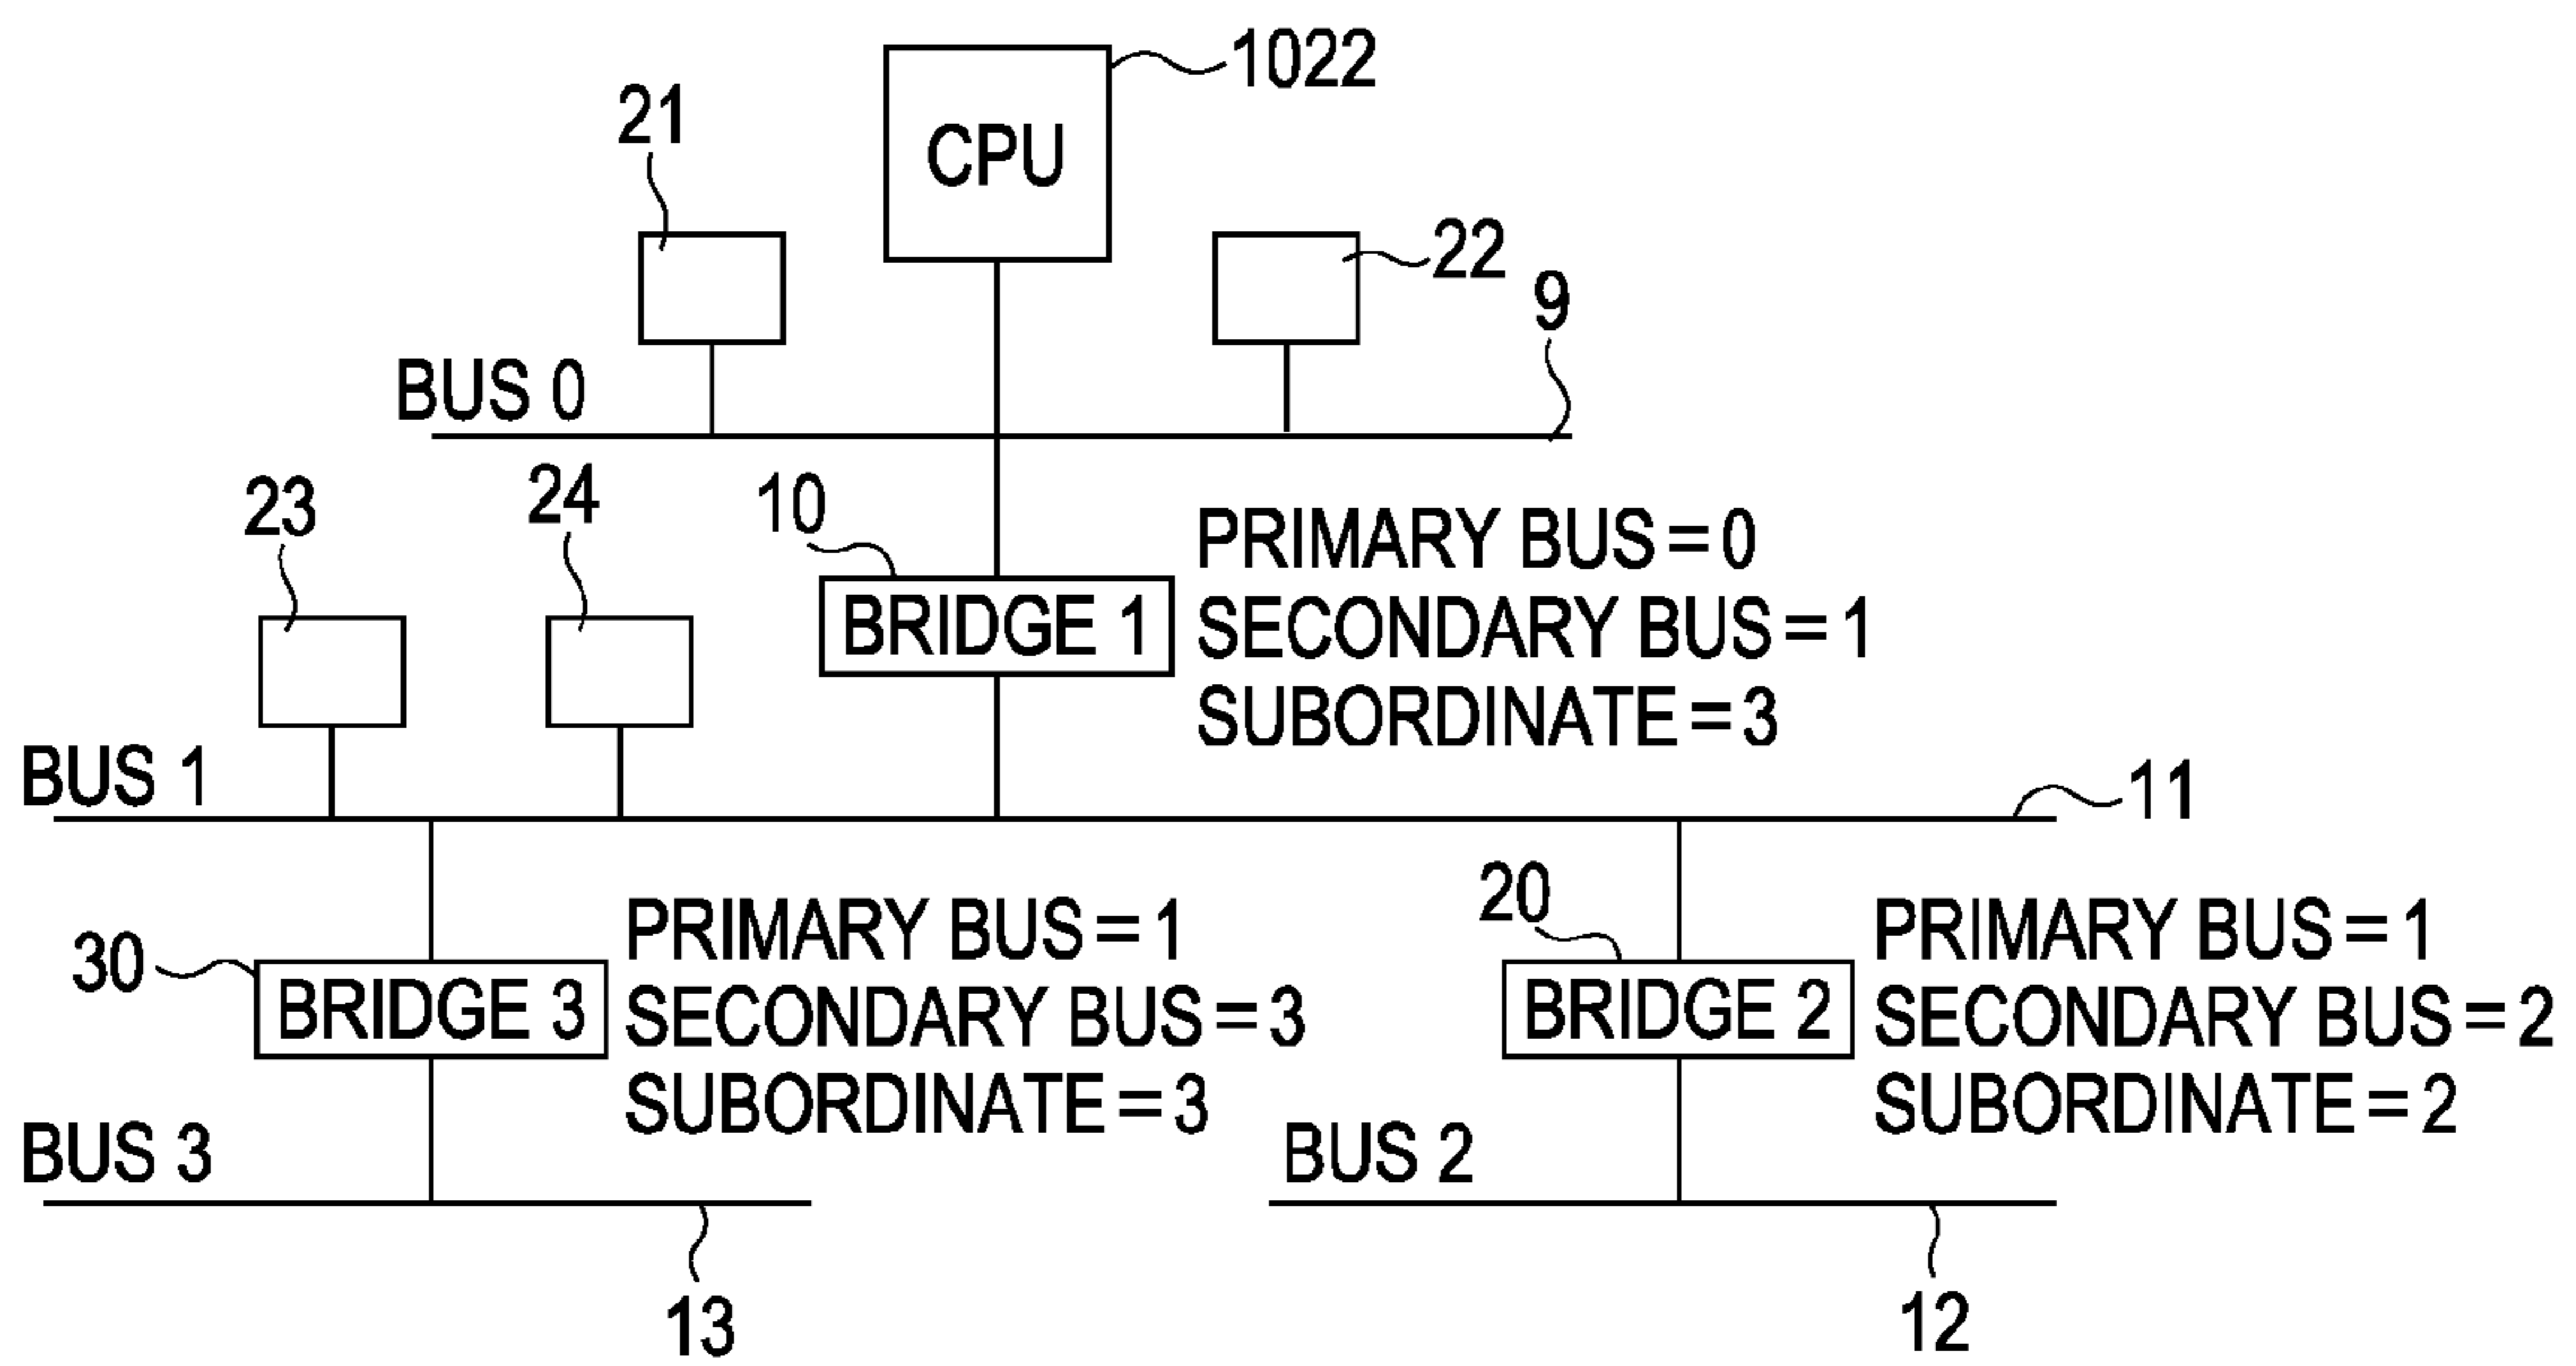 1022
CPU
21
22
9
BUS 0
23
24
10
PRIMARY BUS = 0
BRIDGE 1
SECONDARY BUS = 1
SUBORDINATE = 3
BUS 1
11
30
BRIDGE 3
PRIMARY BUS = 1
SECONDARY BUS = 3
SUBORDINATE = 3
20
BRIDGE 2
PRIMARY BUS = 1
SECONDARY BUS = 2
SUBORDINATE = 2
BUS 3
BUS 2
13
12